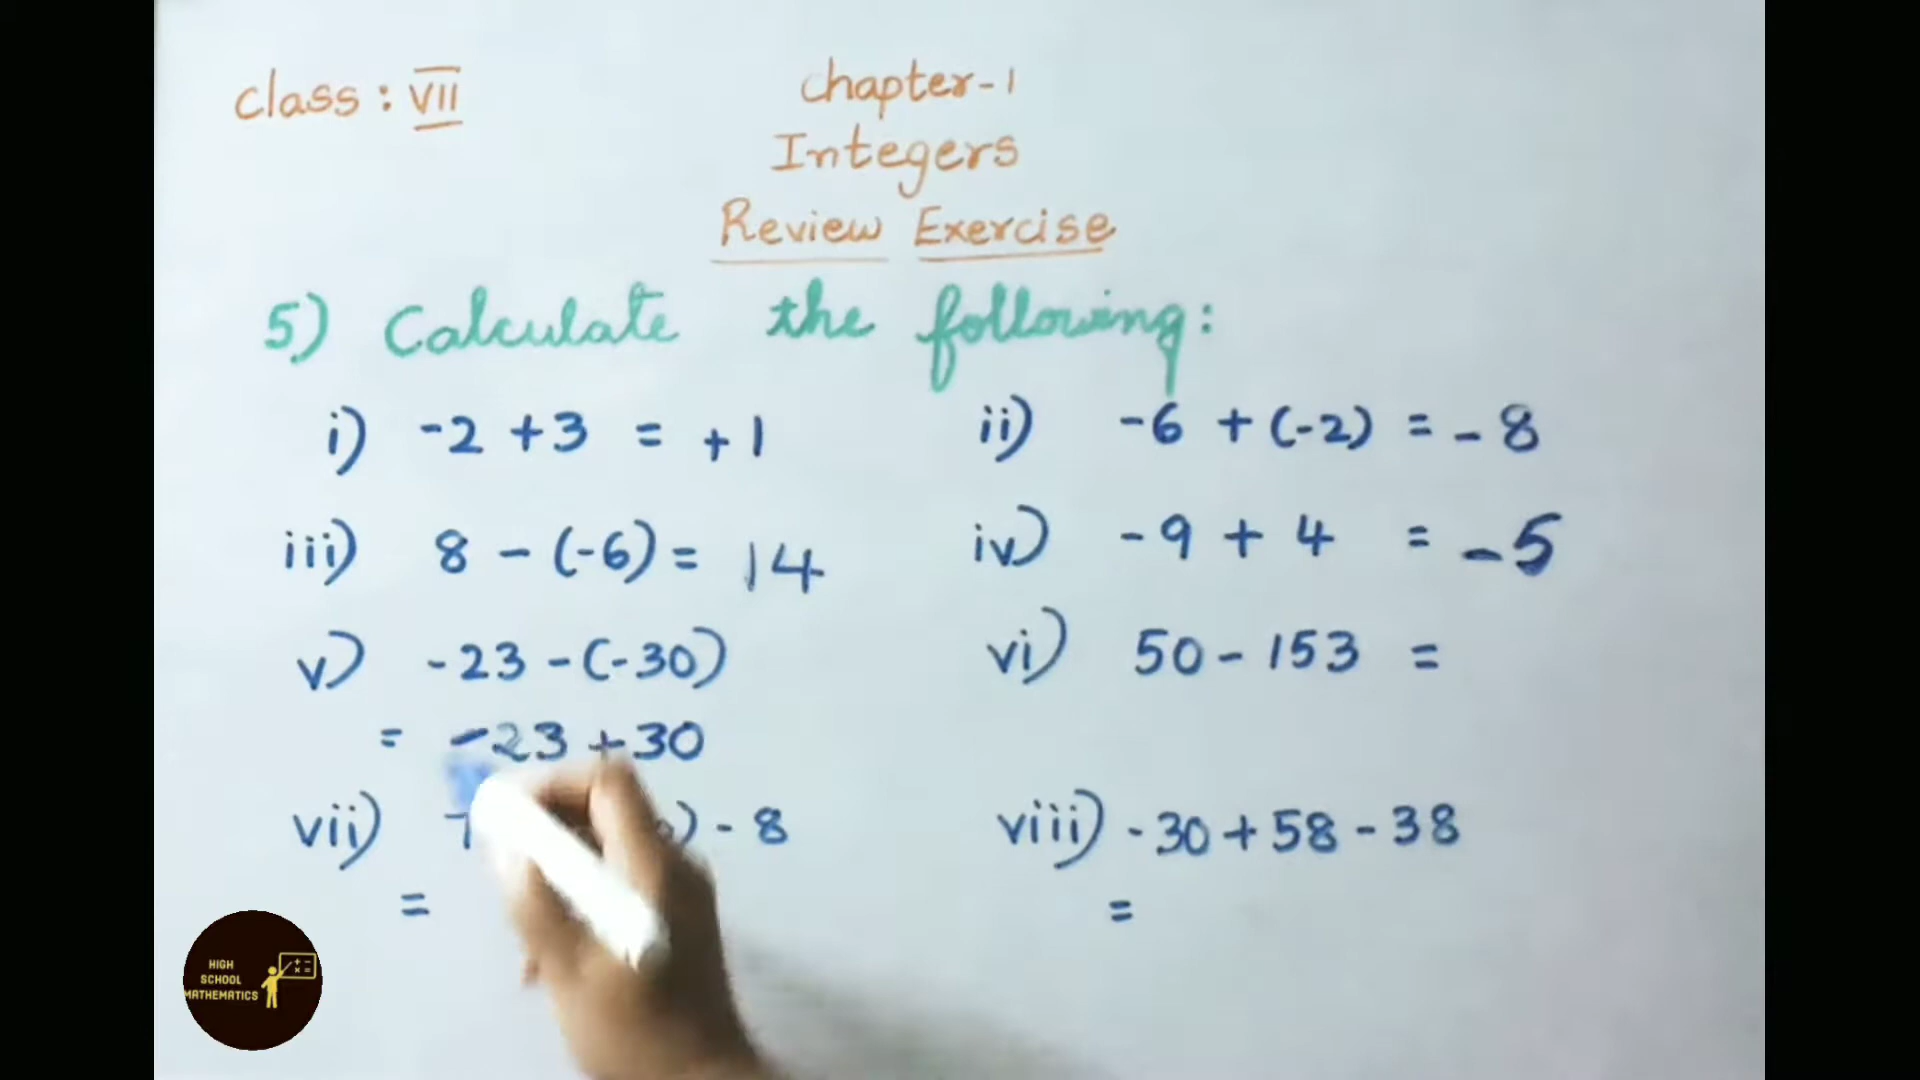 class : VII
chapter-1
Integers
Review Exercise
5) Calculate the following:
i) -2 +3 = +1
ii) -6 + (-2) = -8
iii) 8 - (-6) = 14
iv) -9 + 4 = -5
v) -23 - (-30)
= -23 +30
vi) 50 - 153 =
vii) ) - 8
=
viii) -30 + 58 - 38
=
HIGH
SCHOOL
MATHEMATICS